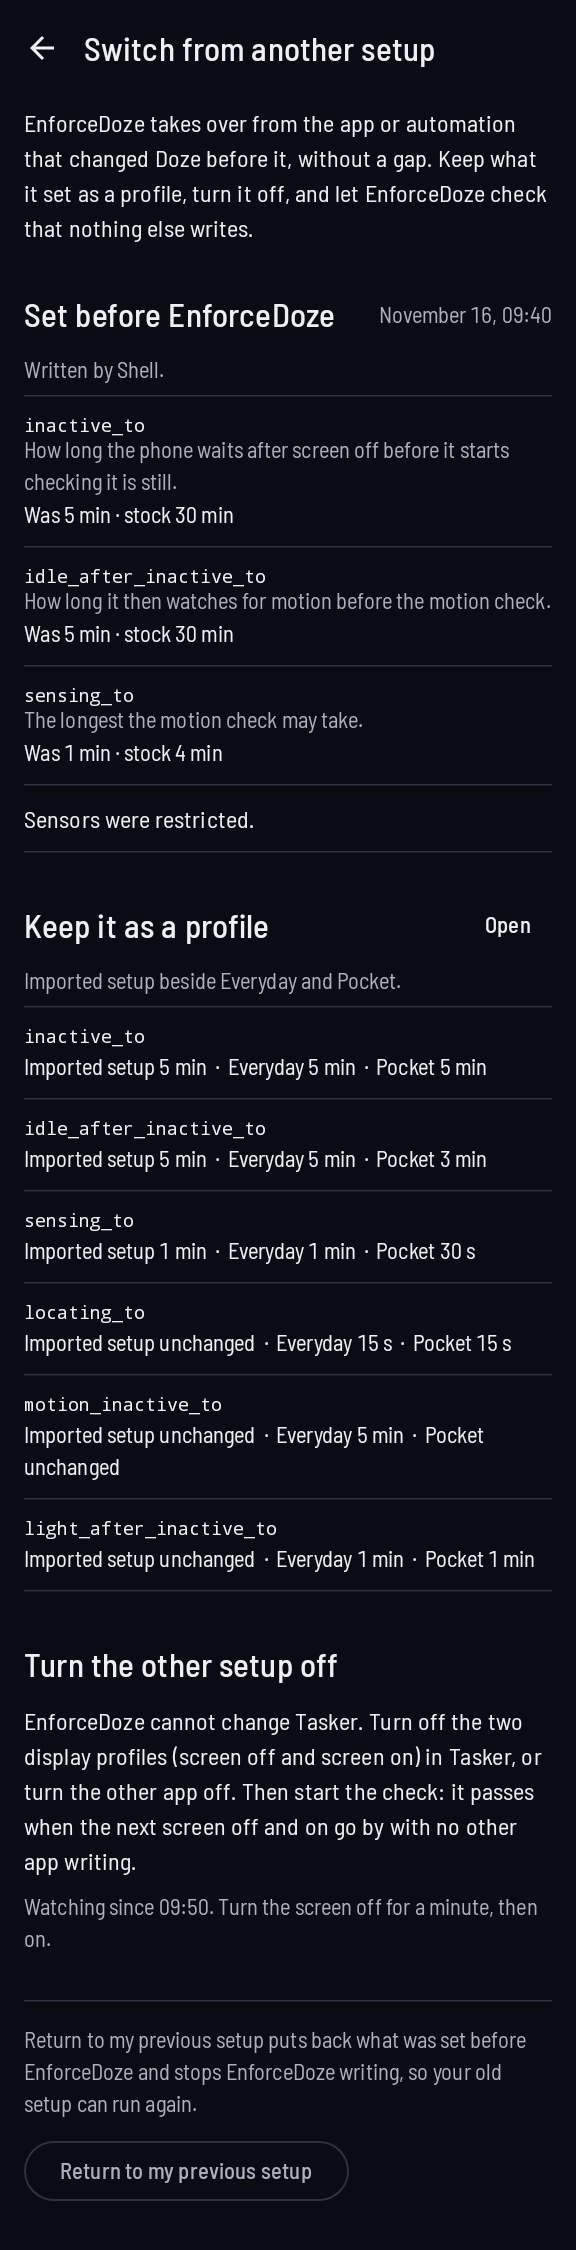 Switch from another setup
EnforceDoze takes over from the app or automation
that changed Doze before it, without a gap. Keep what
it set as a profile, turn it off, and let EnforceDoze check
that nothing else writes.
Set before EnforceDoze November 16, 09:40
Written by Shell.
inactive_to
How long the phone waits after screen off before it starts
checking it is still.
Was 5 min · stock 30 min
idle_after_inactive_to
How long it then watches for motion before the motion check.
Was 5 min · stock 30 min
sensing_to
The longest the motion check may take.
Was 1 min · stock 4 min
Sensors were restricted.
Keep it as a profile Open
Imported setup beside Everyday and Pocket.
inactive_to
Imported setup 5 min · Everyday 5 min · Pocket 5 min
idle_after_inactive_to
Imported setup 5 min · Everyday 5 min · Pocket 3 min
sensing_to
Imported setup 1 min · Everyday 1 min · Pocket 30 s
locating_to
Imported setup unchanged · Everyday 15 s · Pocket 15 s
motion_inactive_to
Imported setup unchanged · Everyday 5 min · Pocket
unchanged
light_after_inactive_to
Imported setup unchanged · Everyday 1 min · Pocket 1 min
Turn the other setup off
EnforceDoze cannot change Tasker. Turn off the two
display profiles (screen off and screen on) in Tasker, or
turn the other app off. Then start the check: it passes
when the next screen off and on go by with no other
app writing.
Watching since 09:50. Turn the screen off for a minute, then
on.
Return to my previous setup puts back what was set before
EnforceDoze and stops EnforceDoze writing, so your old
setup can run again.
Return to my previous setup